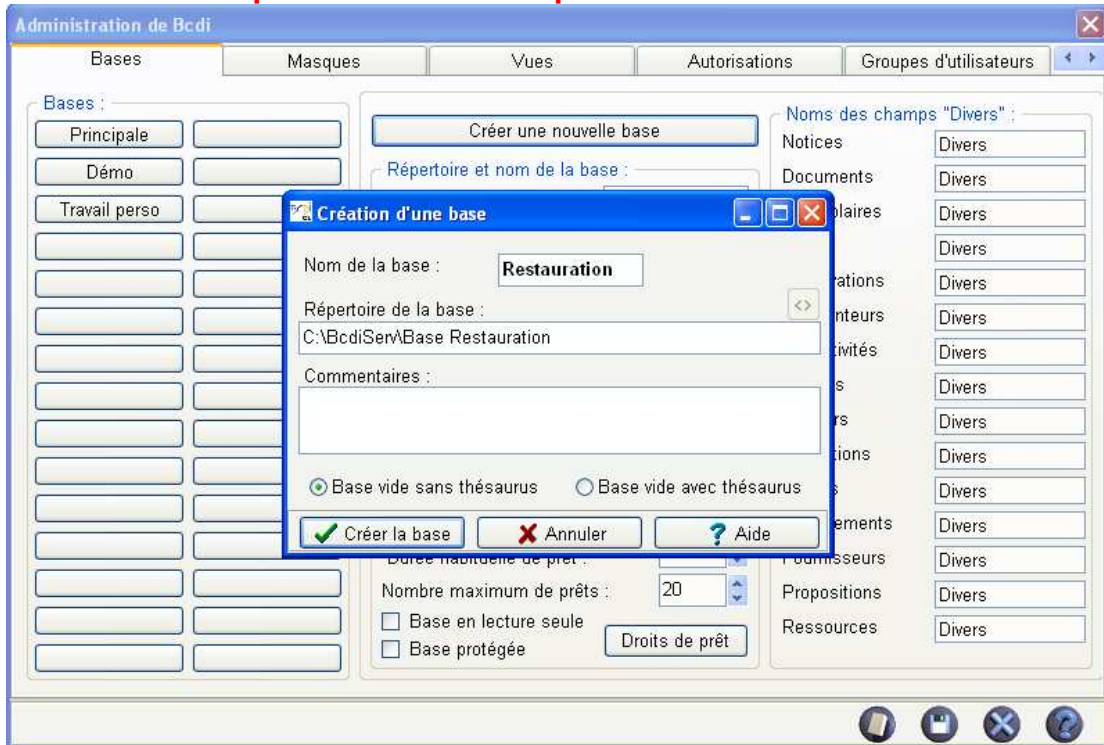 Administration de Bcdi
Bases
Masques
Vues
Autorisations
Groupes d'utilisateurs
Bases :
Principale
Démo
Travail perso
Créer une nouvelle base
Répertoire et nom de la base :
Création d'une base
Nom de la base :
Restauration
Répertoire de la base :
<>
C:\BcdiServ\Base Restauration
Commentaires :
Base vide sans thésaurus
Base vide avec thésaurus
Créer la base
Annuler
Aide
Nombre maximum de prêts :
20
Base en lecture seule
Base protégée
Droits de prêt
Noms des champs "Divers" :
Notices
Divers
Documents
Divers
Divers
Divers
Divers
Divers
Divers
Divers
Divers
Divers
Divers
Divers
Fournisseurs
Divers
Propositions
Divers
Ressources
Divers